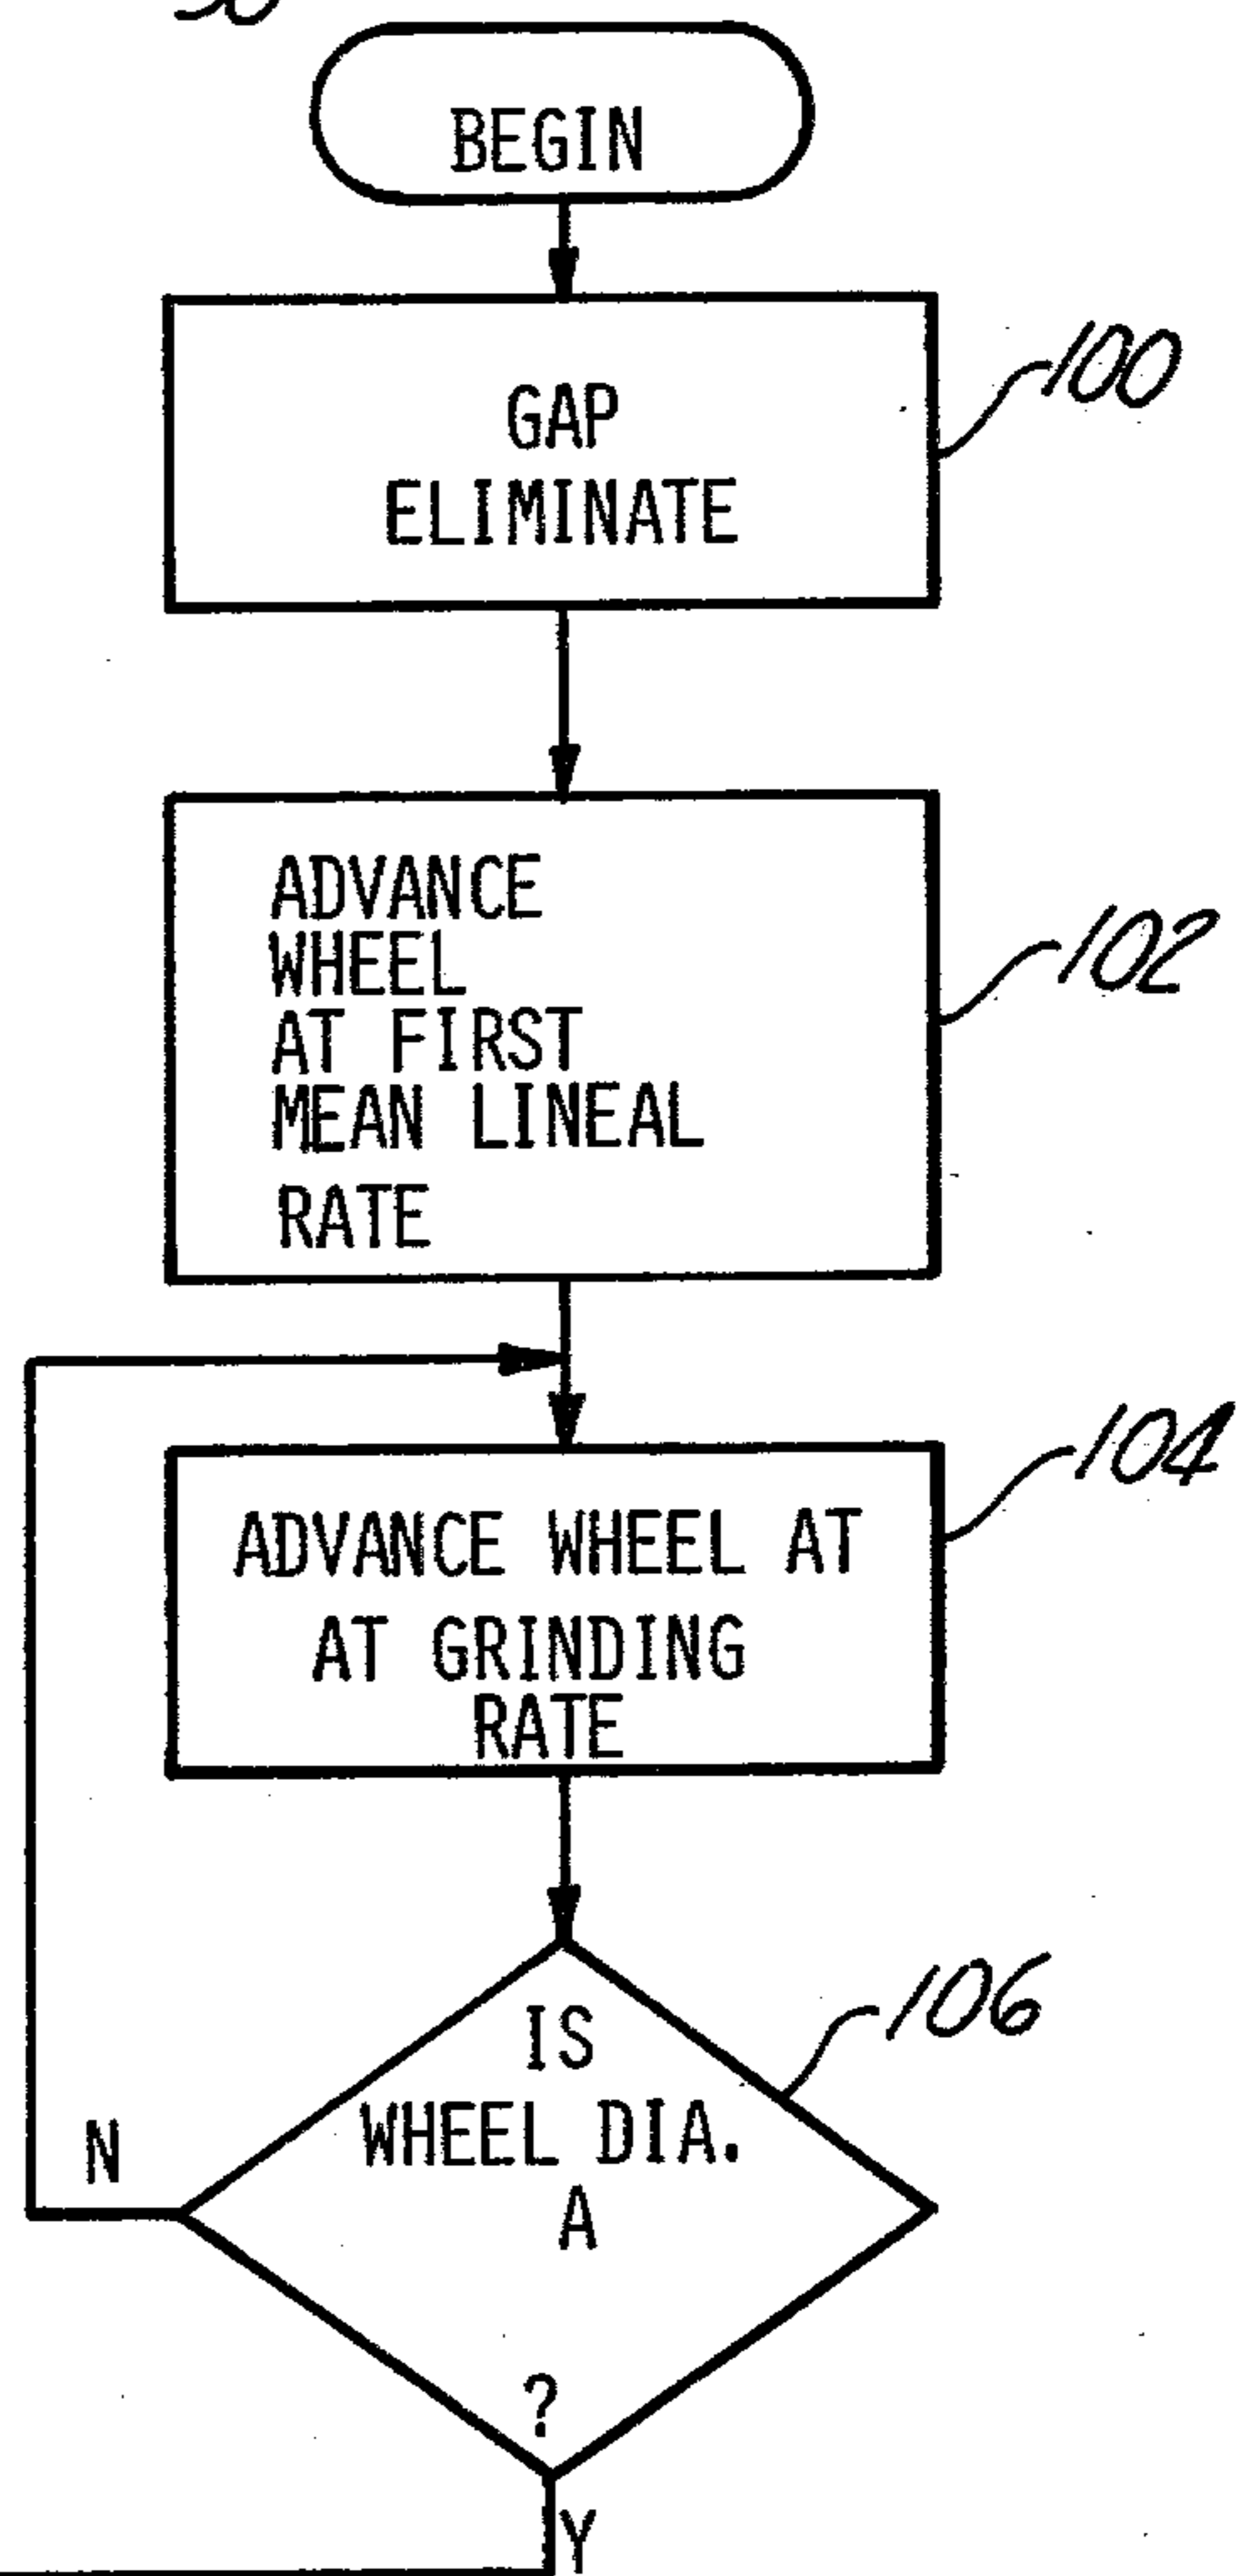 BEGIN
GAP
ELIMINATE
100
ADVANCE
WHEEL
AT FIRST
MEAN LINEAL
RATE
102
ADVANCE WHEEL AT
AT GRINDING
RATE
104
IS
WHEEL DIA.
A
?
106
N
Y